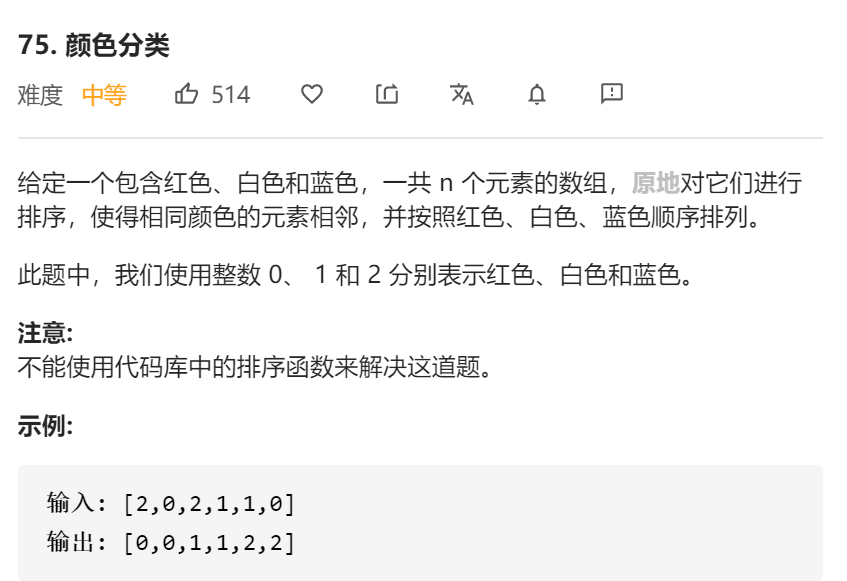 75. 颜色分类
难度 中等 514
给定一个包含红色、白色和蓝色，一共 n 个元素的数组，原地对它们进行
排序，使得相同颜色的元素相邻，并按照红色、白色、蓝色顺序排列。
此题中，我们使用整数 0、 1 和 2 分别表示红色、白色和蓝色。
注意:
不能使用代码库中的排序函数来解决这道题。
示例:
输入: [2,0,2,1,1,0]
输出: [0,0,1,1,2,2]